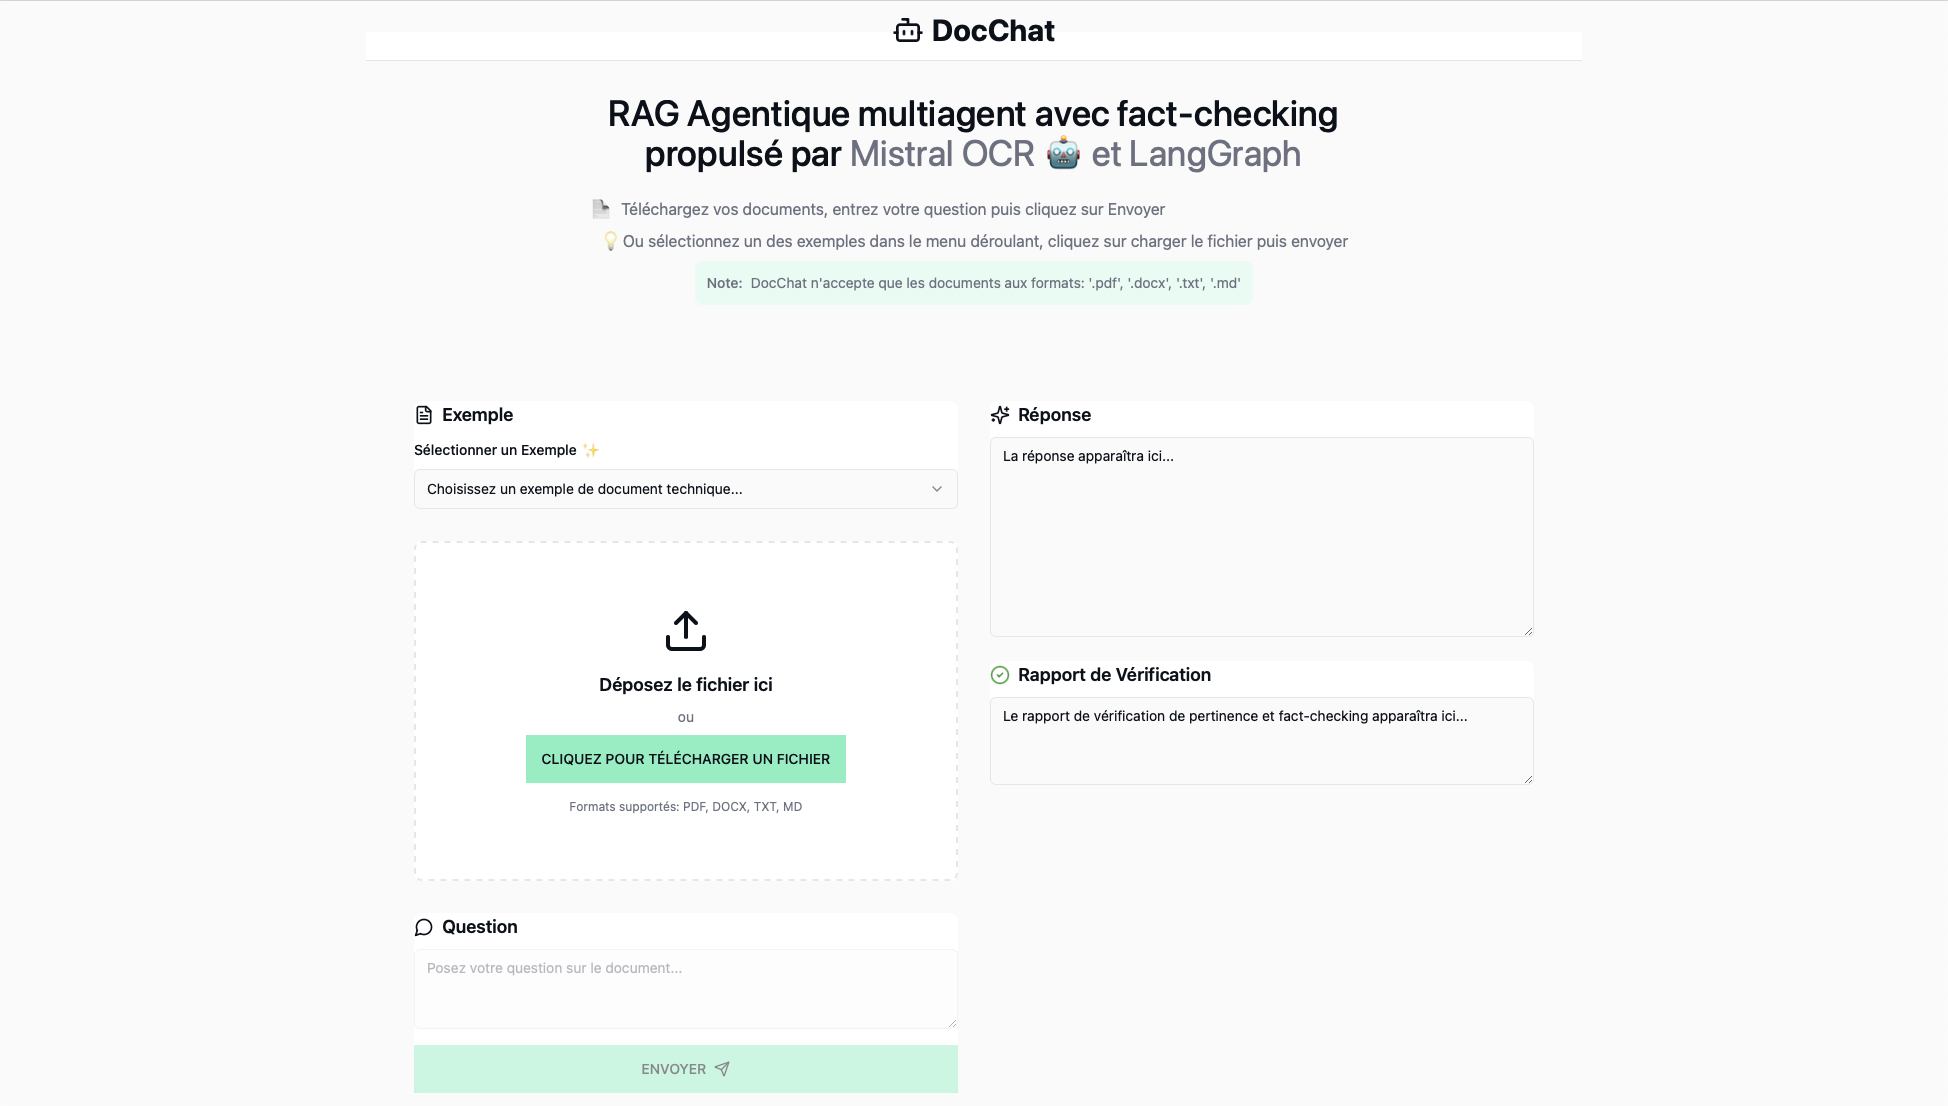 DocChat
RAG Agentique multiagent avec fact-checking
propulsé par Mistral OCR 🤖 et LangGraph
Téléchargez vos documents, entrez votre question puis cliquez sur Envoyer
Ou sélectionnez un des exemples dans le menu déroulant, cliquez sur charger le fichier puis envoyer
Note: DocChat n'accepte que les documents aux formats: '.pdf', '.docx', '.txt', '.md'
Exemple
Sélectionner un Exemple ✨
Choisissez un exemple de document technique...
Déposez le fichier ici
ou
CLIQUEZ POUR TÉLÉCHARGER UN FICHIER
Formats supportés: PDF, DOCX, TXT, MD
Question
Posez votre question sur le document...
ENVOYER
Réponse
La réponse apparaîtra ici...
Rapport de Vérification
Le rapport de vérification de pertinence et fact-checking apparaîtra ici...